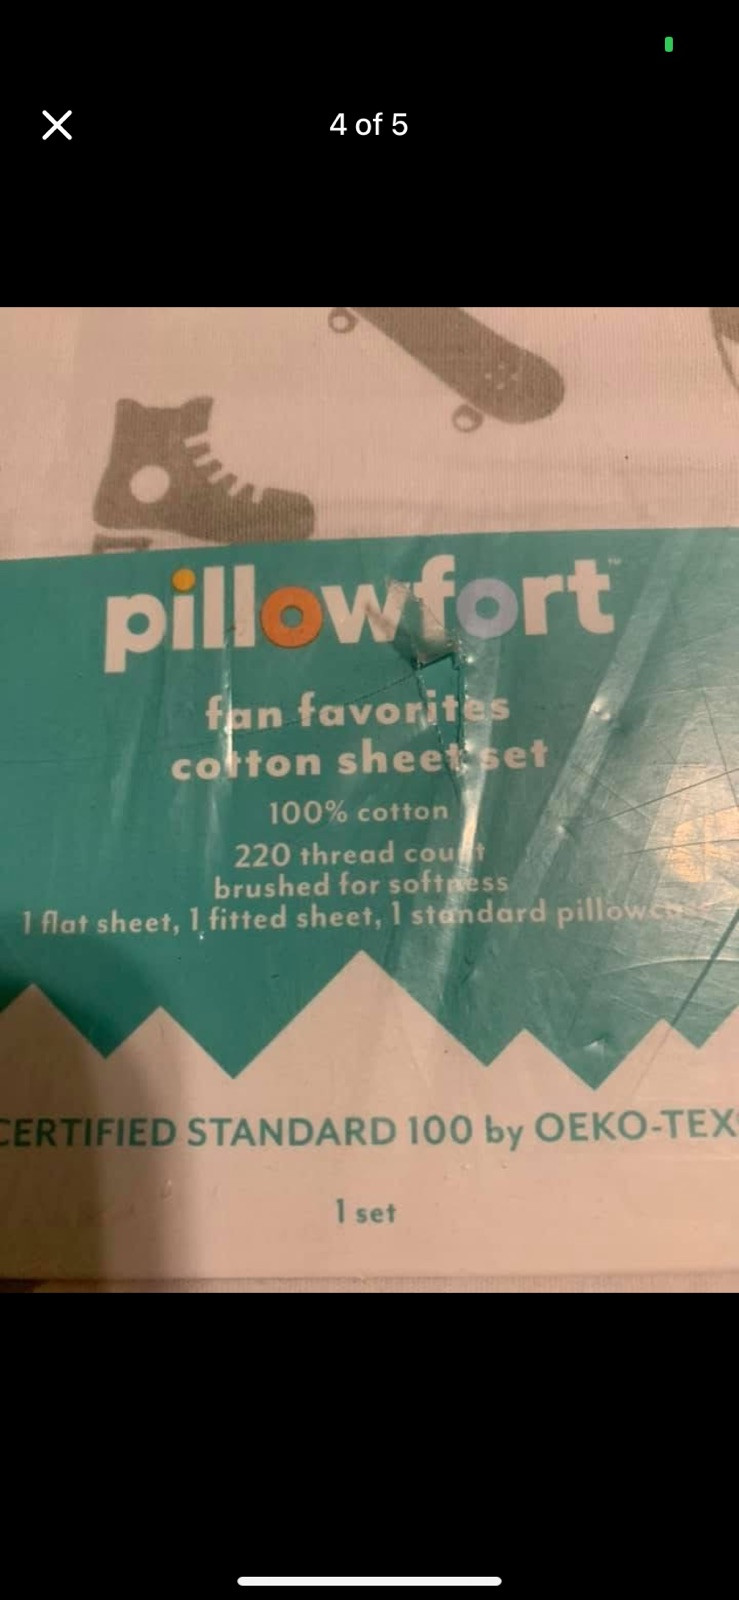 4 of 5
pillowfort™
fan favorites
cotton sheet set
100% cotton
220 thread count
brushed for softness
1 flat sheet, 1 fitted sheet, 1 standard
CERTIFIED STANDARD 100 by OEKO-TEX
1 set